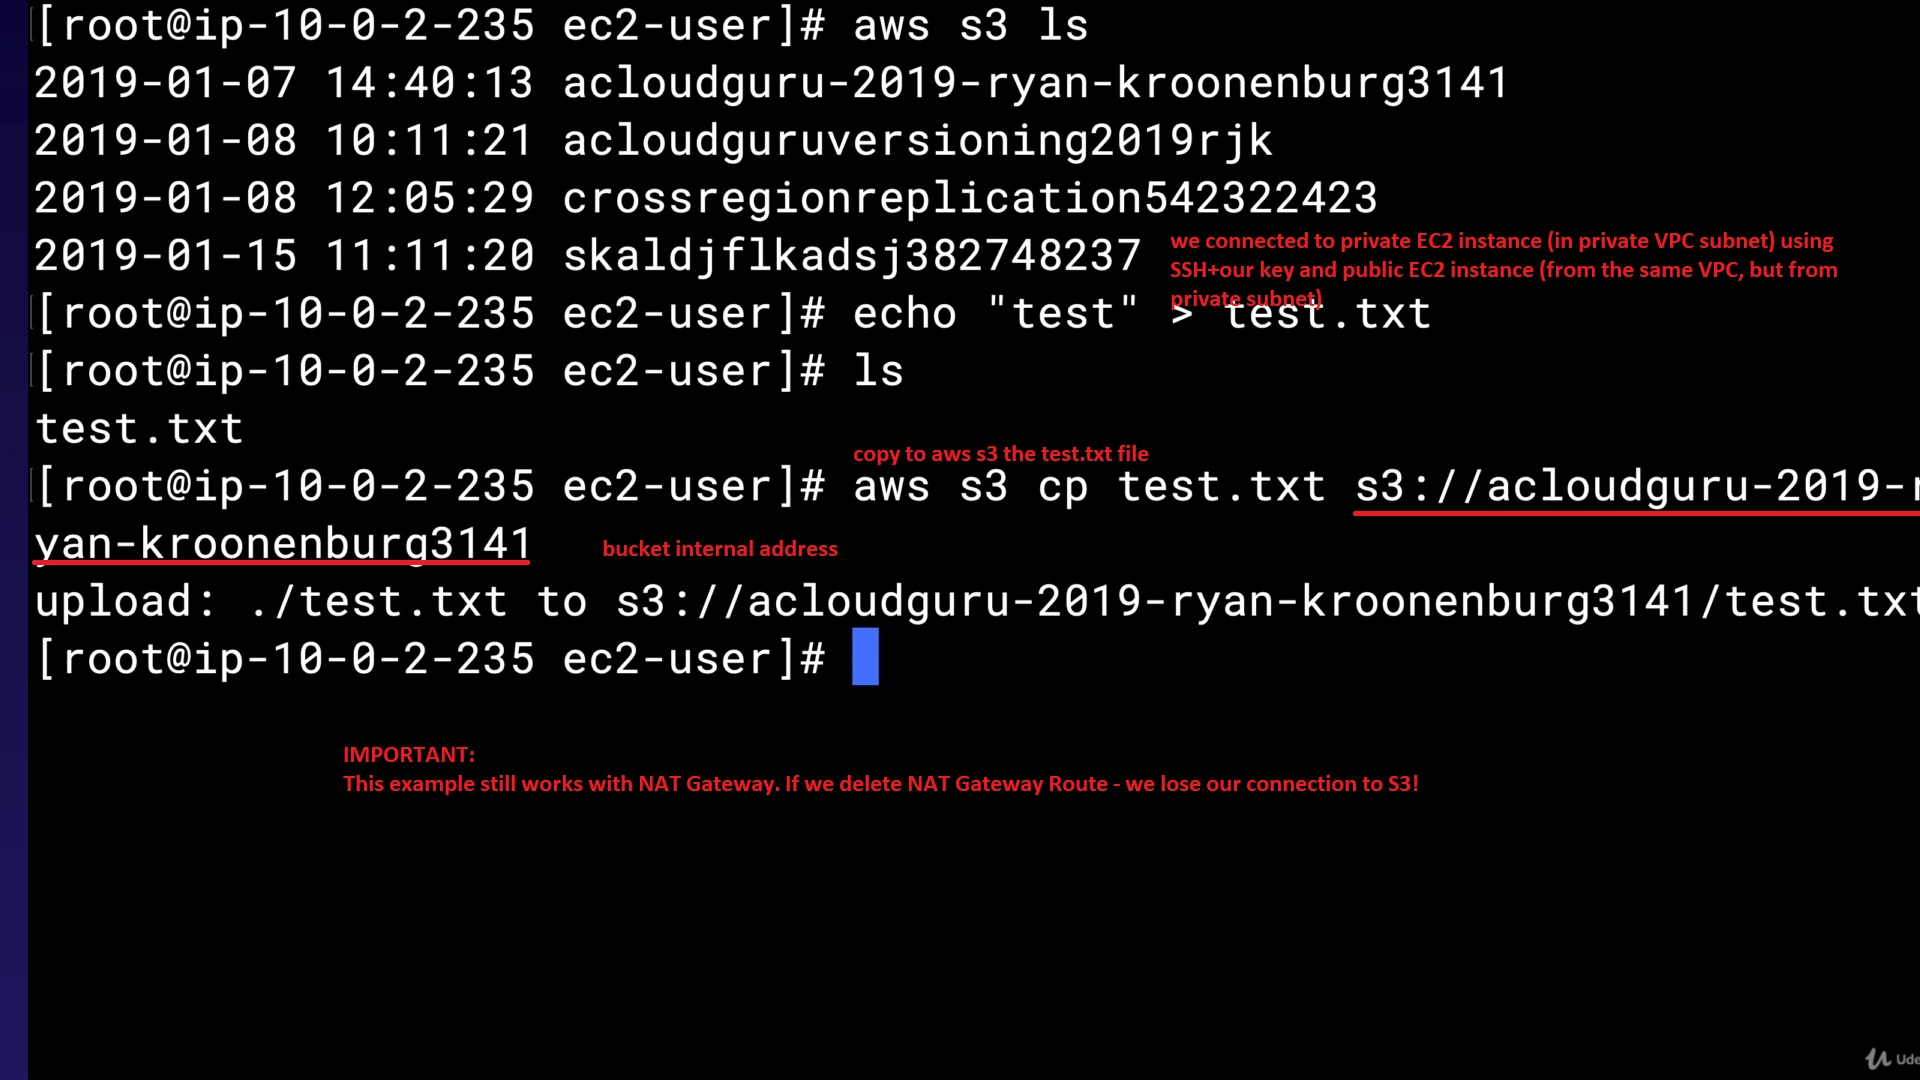 [root@ip-10-0-2-235 ec2-user]# aws s3 ls
2019-01-07 14:40:13 acloudguru-2019-ryan-kroonenburg3141
2019-01-08 10:11:21 acloudguruversioning2019rjk
2019-01-08 12:05:29 crossregionreplication542322423
2019-01-15 11:11:20 skaldjflkadsj382748237
we connected to private EC2 instance (in private VPC subnet) using
SSH+our key and public EC2 instance (from the same VPC, but from
private subnet)
[root@ip-10-0-2-235 ec2-user]# echo "test" > test.txt
[root@ip-10-0-2-235 ec2-user]# ls
test.txt
copy to aws s3 the test.txt file
[root@ip-10-0-2-235 ec2-user]# aws s3 cp test.txt s3://acloudguru-2019-r
yan-kroonenburg3141
bucket internal address
upload: ./test.txt to s3://acloudguru-2019-ryan-kroonenburg3141/test.txt
[root@ip-10-0-2-235 ec2-user]#
IMPORTANT:
This example still works with NAT Gateway. If we delete NAT Gateway Route - we lose our connection to S3!
Ude